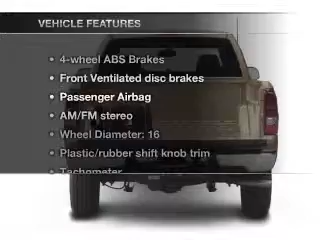 VEHICLE FEATURES
• 4-wheel ABS Brakes
• Front Ventilated disc brakes
• Passenger Airbag
• AM/FM stereo
• Wheel Diameter: 16
• Plastic/rubber shift knob trim
• Tachometer